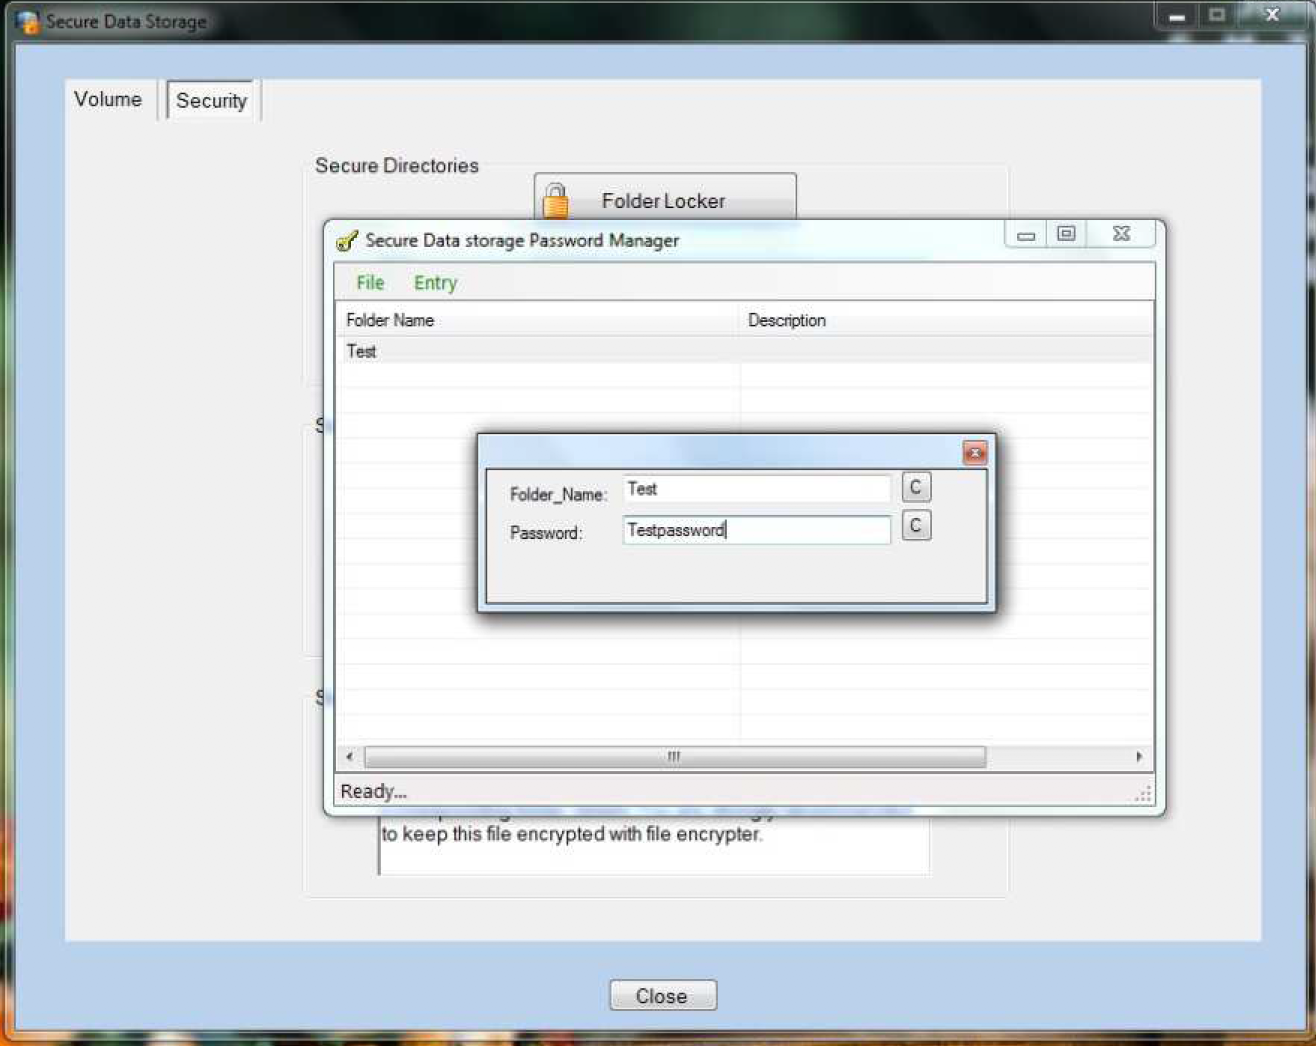 Secure Data Storage
Volume
Security
Secure Directories
Folder Locker
Secure Data storage Password Manager
File Entry
Folder Name Description
Test
Folder_Name: Test C
Password: Testpassword C
Ready...
to keep this file encrypted with file encrypter.
Close